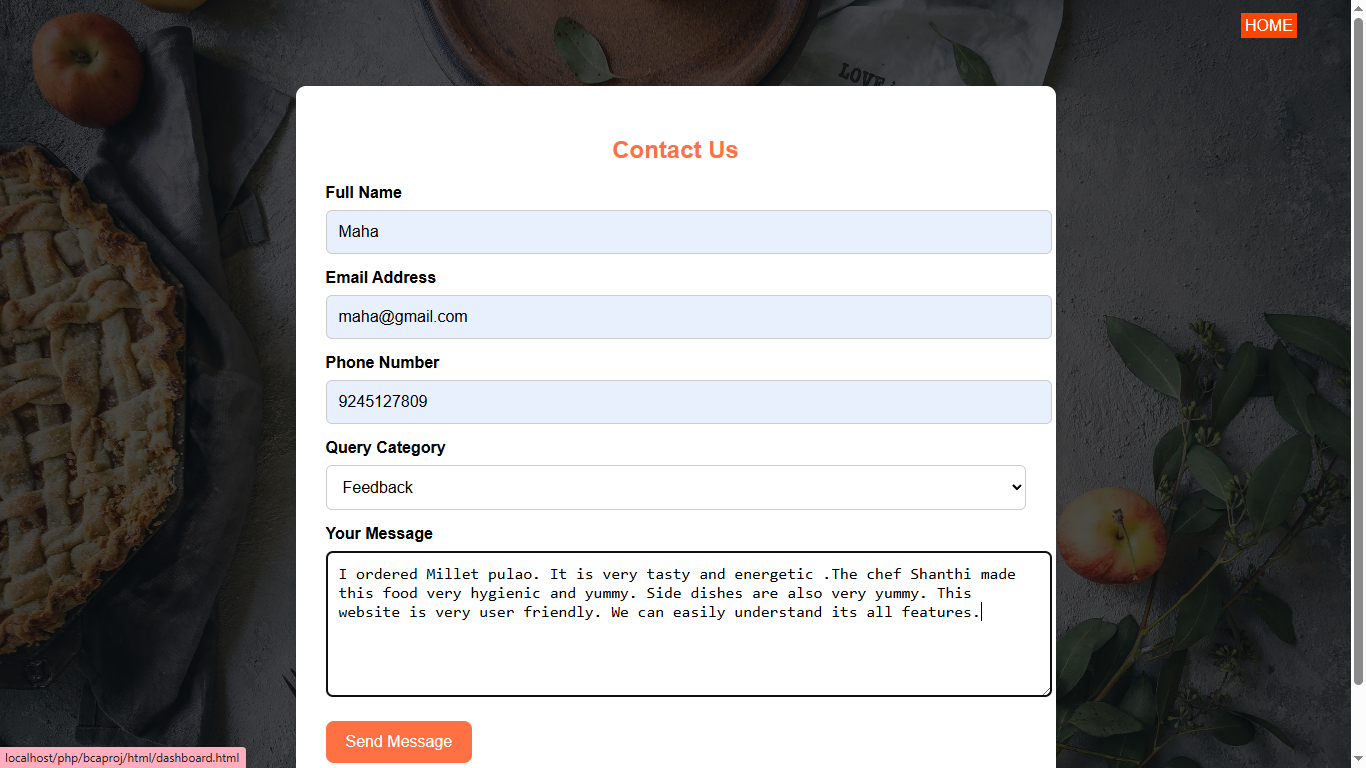 HOME
LOVE
Contact Us
Full Name
Maha
Email Address
maha@gmail.com
Phone Number
9245127809
Query Category
Feedback
Your Message
I ordered Millet pulao. It is very tasty and energetic .The chef Shanthi made
this food very hygienic and yummy. Side dishes are also very yummy. This
website is very user friendly. We can easily understand its all features.
Send Message
localhost/php/bcaproj/html/dashboard.html